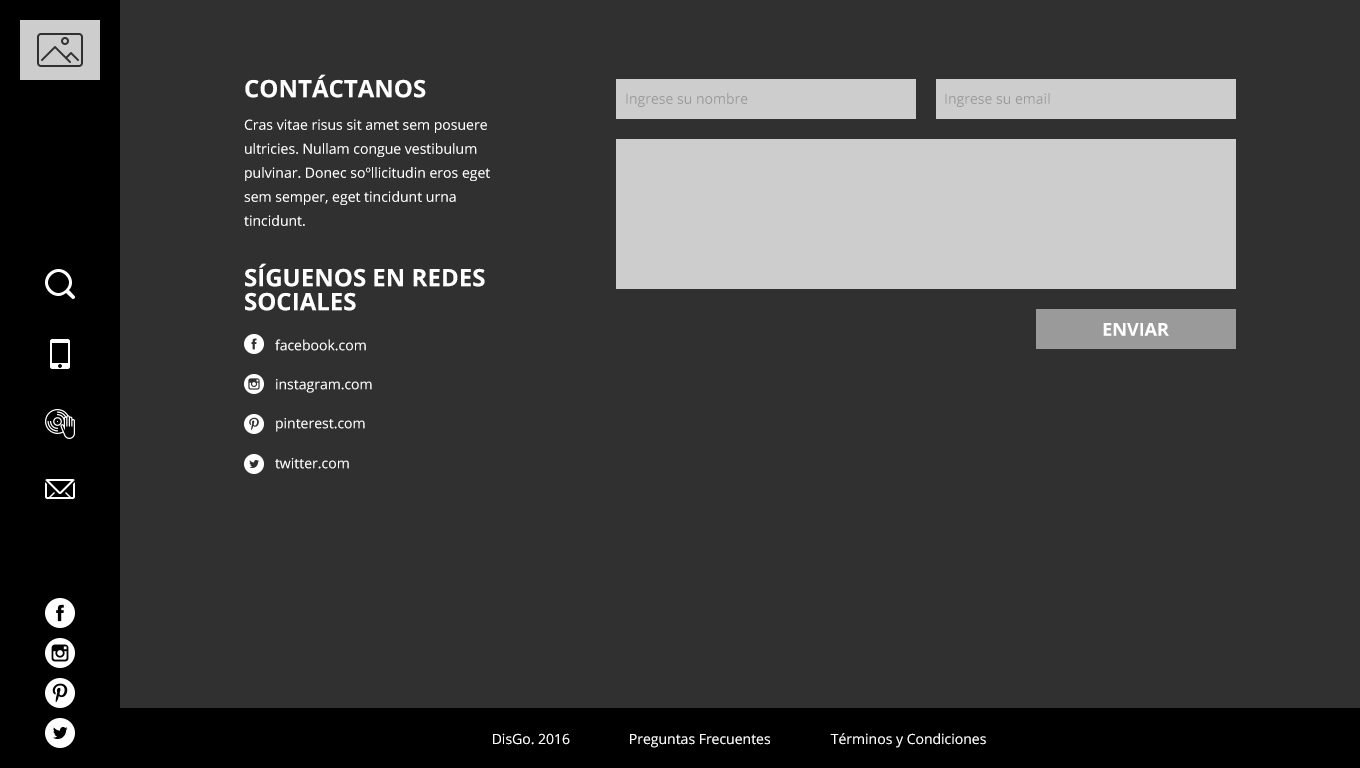 CONTÁCTANOS
Cras vitae risus sit amet sem posuere
ultricies. Nullam congue vestibulum
pulvinar. Donec soºllicitudin eros eget
sem semper, eget tincidunt urna
tincidunt.
SÍGUENOS EN REDES
SOCIALES
facebook.com
instagram.com
pinterest.com
twitter.com
Ingrese su nombre
Ingrese su email
ENVIAR
DisGo. 2016
Preguntas Frecuentes
Términos y Condiciones